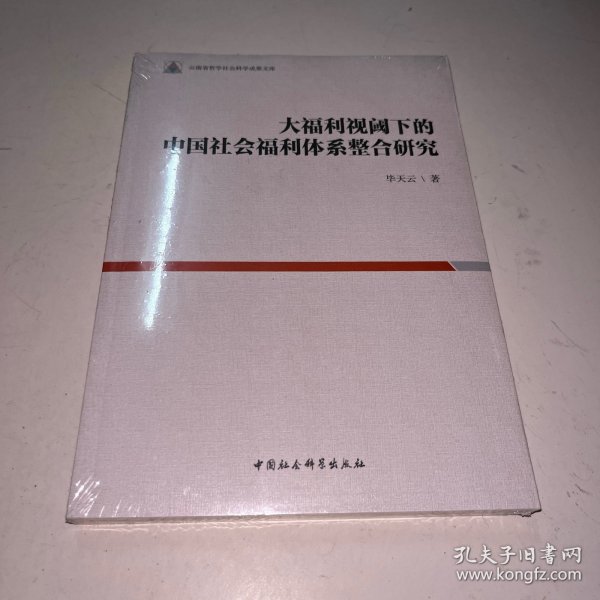 云南省哲学社会科学成果文库
大福利视阈下的
中国社会福利体系整合研究
毕天云\著
中国社会科学出版社
孔夫子旧书网
www.kongfz.com